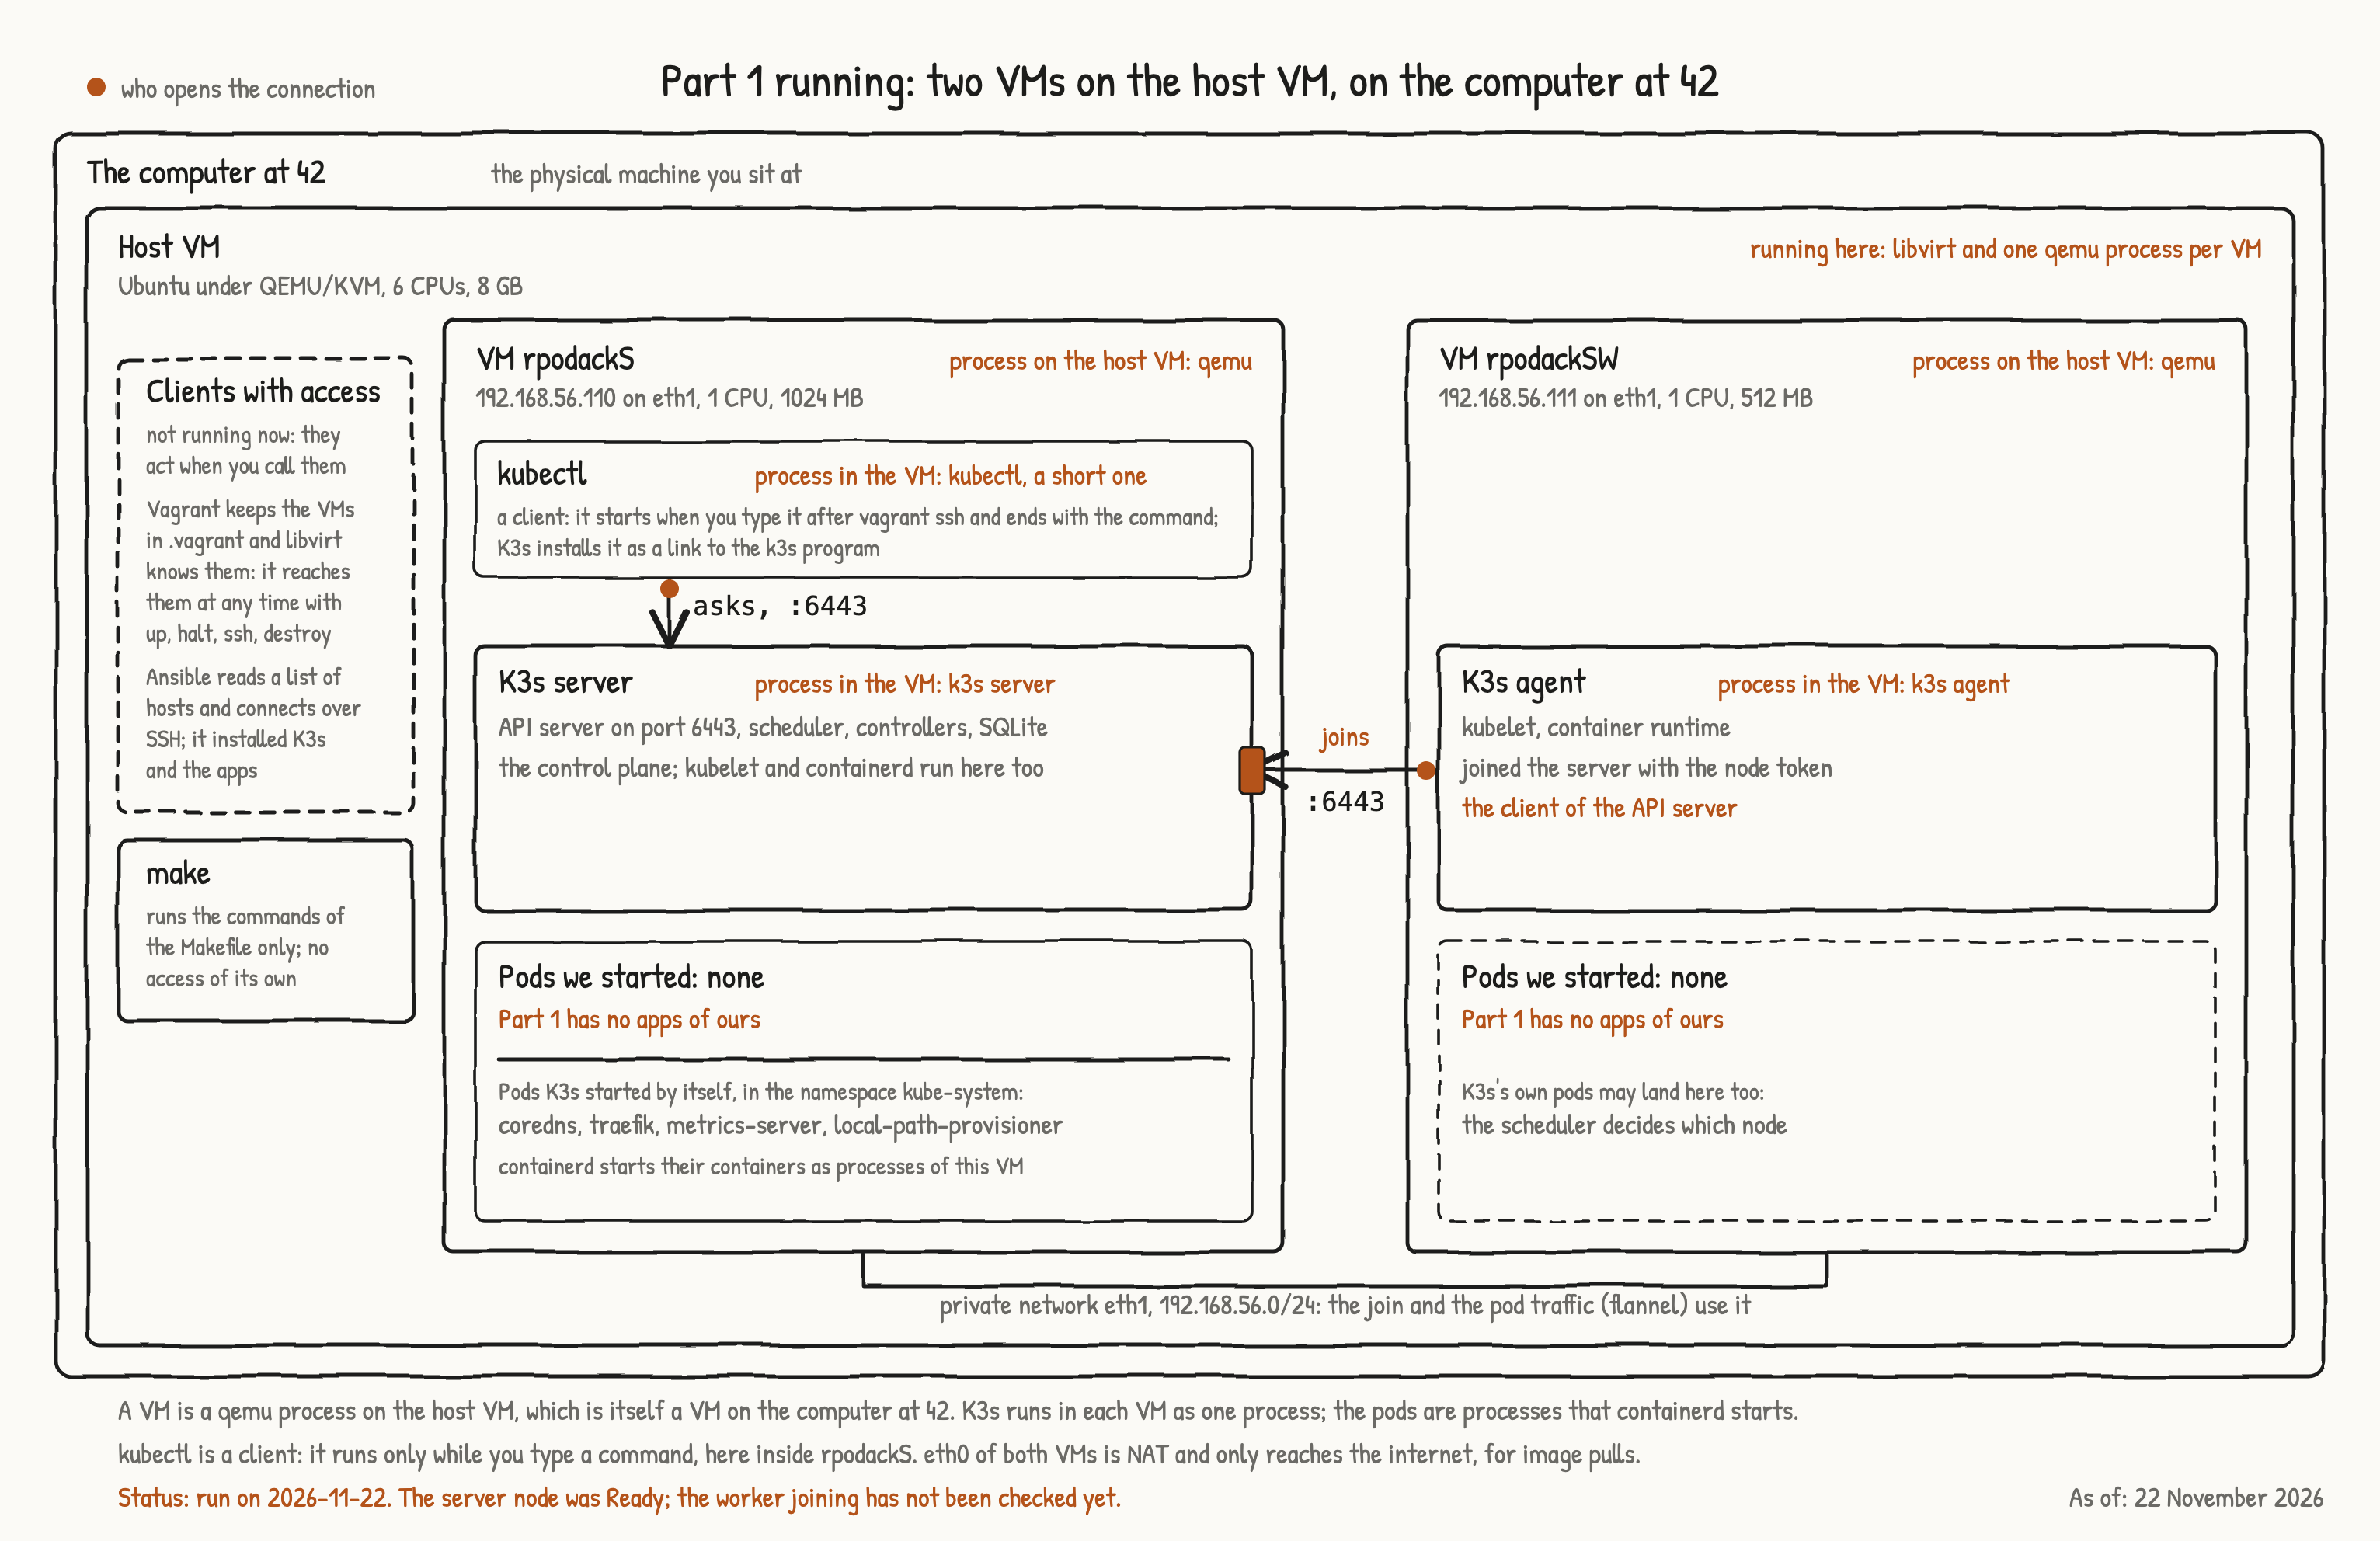 who opens the connection
Part 1 running: two VMs on the host VM, on the computer at 42
The computer at 42
the physical machine you sit at
Host VM
running here: libvirt and one qemu process per VM
Ubuntu under QEMU/KVM, 6 CPUs, 8 GB
Clients with access
not running now: they
act when you call them
Vagrant keeps the VMs
in .vagrant and libvirt
knows them: it reaches
them at any time with
up, halt, ssh, destroy
Ansible reads a list of
hosts and connects over
SSH; it installed K3s
and the apps
make
runs the commands of
the Makefile only; no
access of its own
VM rpodackS
process on the host VM: qemu
192.168.56.110 on eth1, 1 CPU, 1024 MB
kubectl
process in the VM: kubectl, a short one
a client: it starts when you type it after vagrant ssh and ends with the command;
K3s installs it as a link to the k3s program
asks, :6443
K3s server
process in the VM: k3s server
API server on port 6443, scheduler, controllers, SQLite
the control plane; kubelet and containerd run here too
Pods we started: none
Part 1 has no apps of ours
Pods K3s started by itself, in the namespace kube-system:
coredns, traefik, metrics-server, local-path-provisioner
containerd starts their containers as processes of this VM
joins
:6443
VM rpodackSW
process on the host VM: qemu
192.168.56.111 on eth1, 1 CPU, 512 MB
K3s agent
process in the VM: k3s agent
kubelet, container runtime
joined the server with the node token
the client of the API server
Pods we started: none
Part 1 has no apps of ours
K3s's own pods may land here too:
the scheduler decides which node
private network eth1, 192.168.56.0/24: the join and the pod traffic (flannel) use it
A VM is a qemu process on the host VM, which is itself a VM on the computer at 42. K3s runs in each VM as one process; the pods are processes that containerd starts.
kubectl is a client: it runs only while you type a command, here inside rpodackS. eth0 of both VMs is NAT and only reaches the internet, for image pulls.
Status: run on 2026-11-22. The server node was Ready; the worker joining has not been checked yet.
As of: 22 November 2026